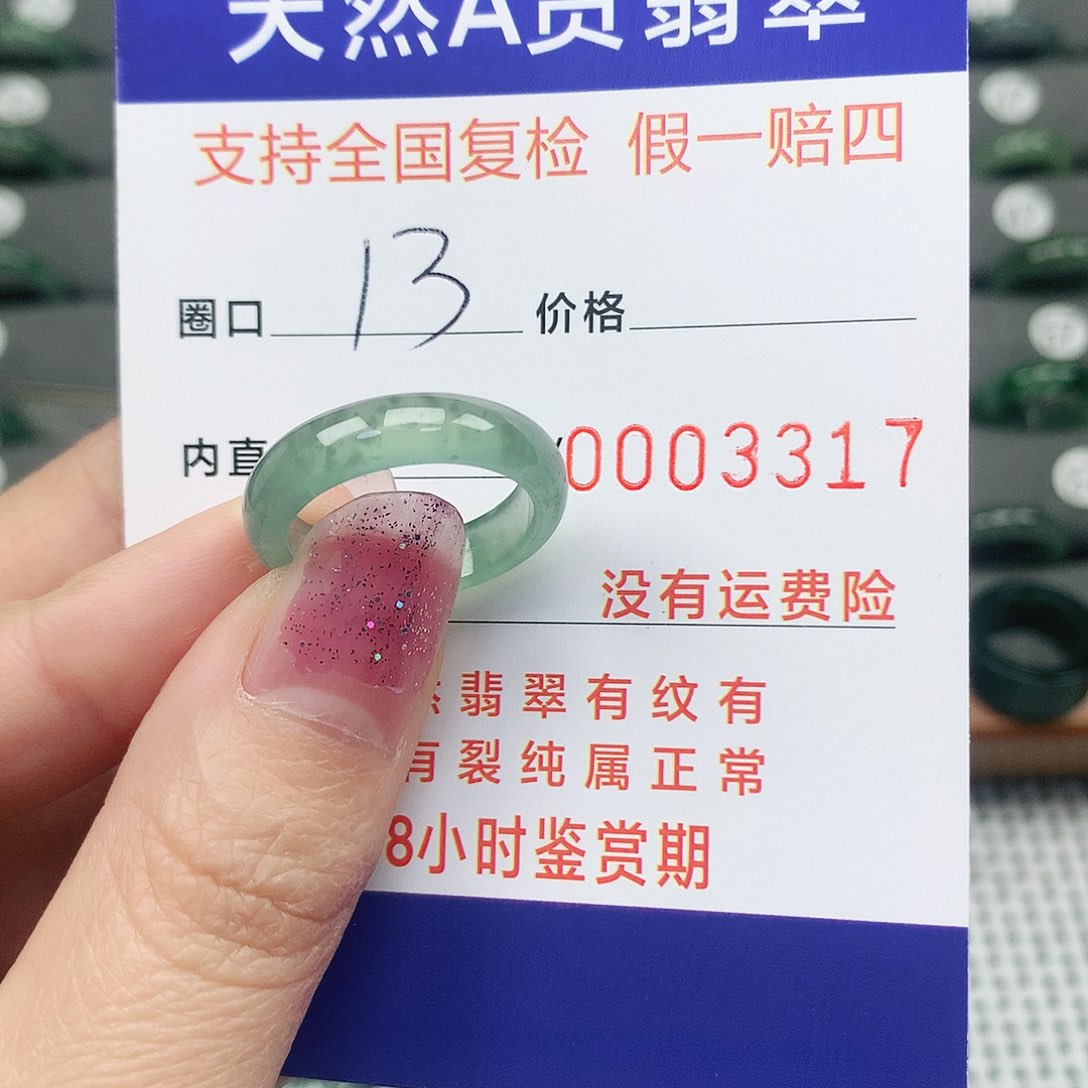 天然A货翡翠
支持全国复检 假一赔四
圈口 13 价格
内直 0003317
没有运费险
翡翠有纹有
有裂纯属正常
8小时鉴赏期